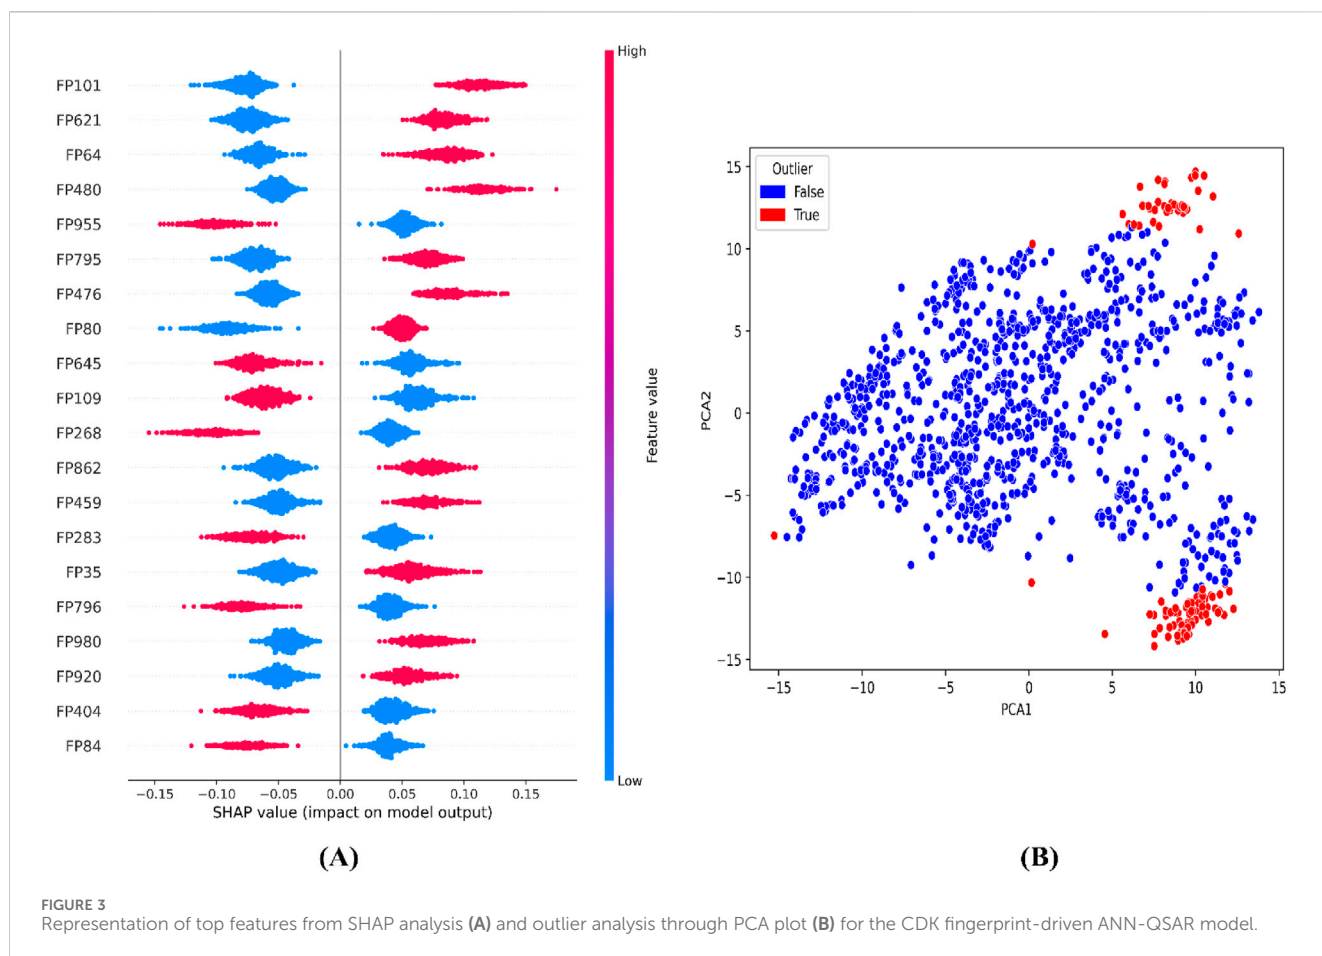 High
FP101
FP621
FP64
FP480
FP955
FP795
FP476
FP80
FP645
FP109
FP268
FP862
FP459
FP283
FP35
FP796
FP980
FP920
FP404
FP84
Low
Feature value
−0.15 −0.10 −0.05 0.00 0.05 0.10 0.15
SHAP value (impact on model output)
(A)
Outlier
False
True
15
10
5
0
−5
−10
−15
PCA2
−15 −10 −5 0 5 10 15
PCA1
(B)
FIGURE 3
Representation of top features from SHAP analysis (A) and outlier analysis through PCA plot (B) for the CDK fingerprint-driven ANN-QSAR model.